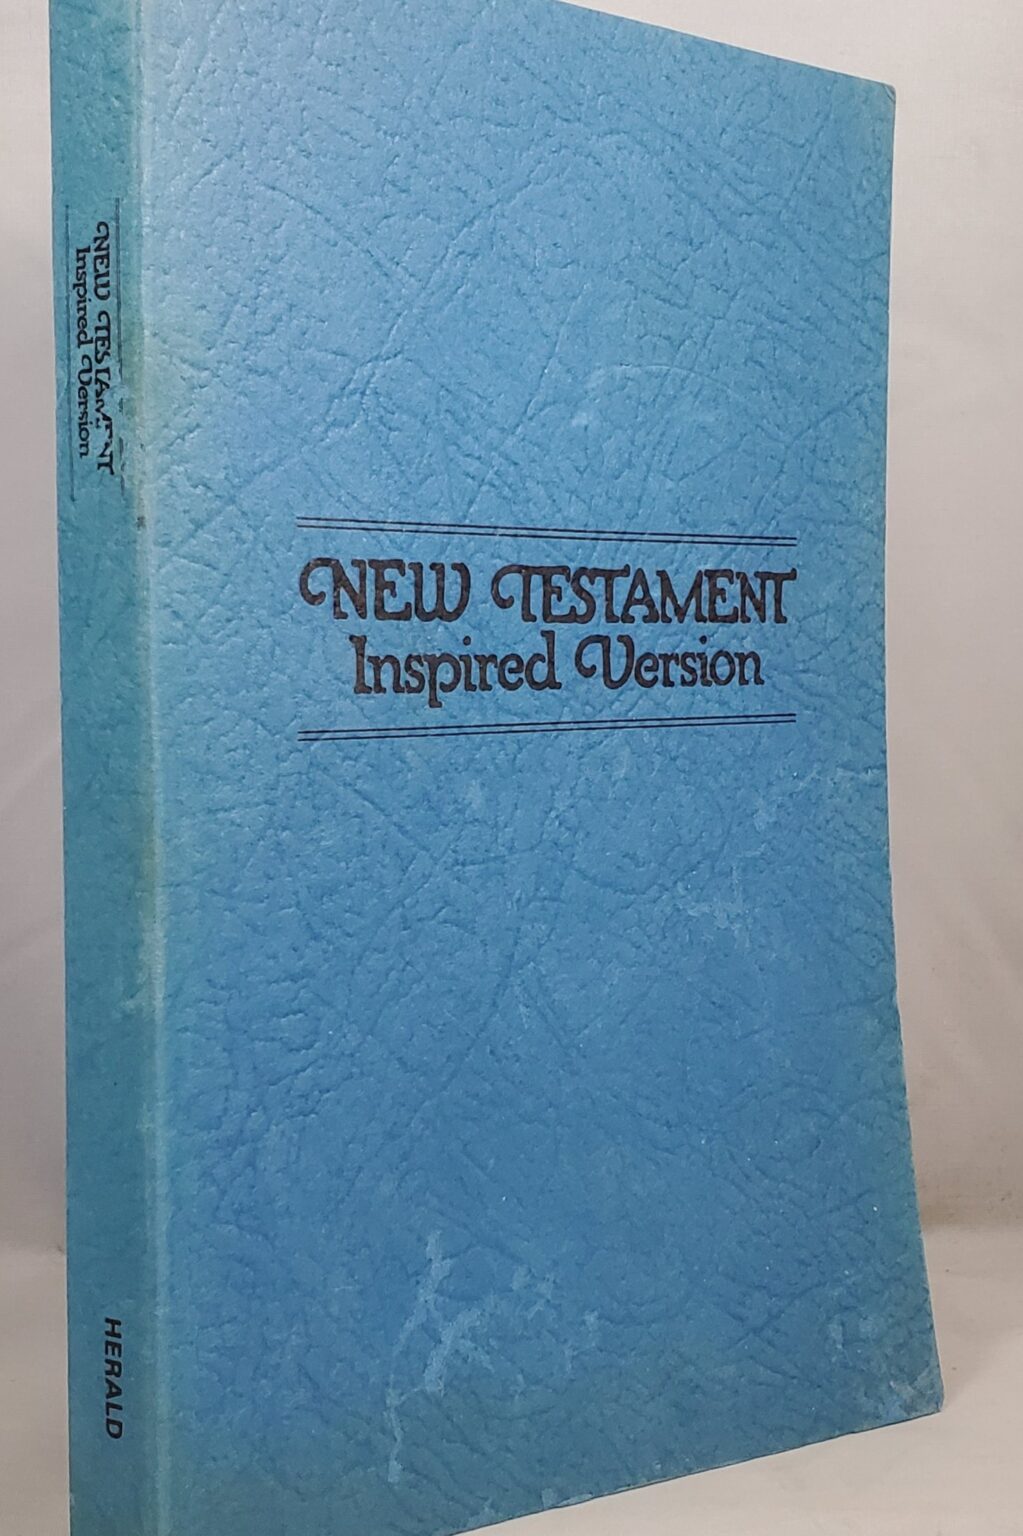 NEW TESTAMENT
Inspired Version
HERALD
NEW TESTAMENT
Inspired Version